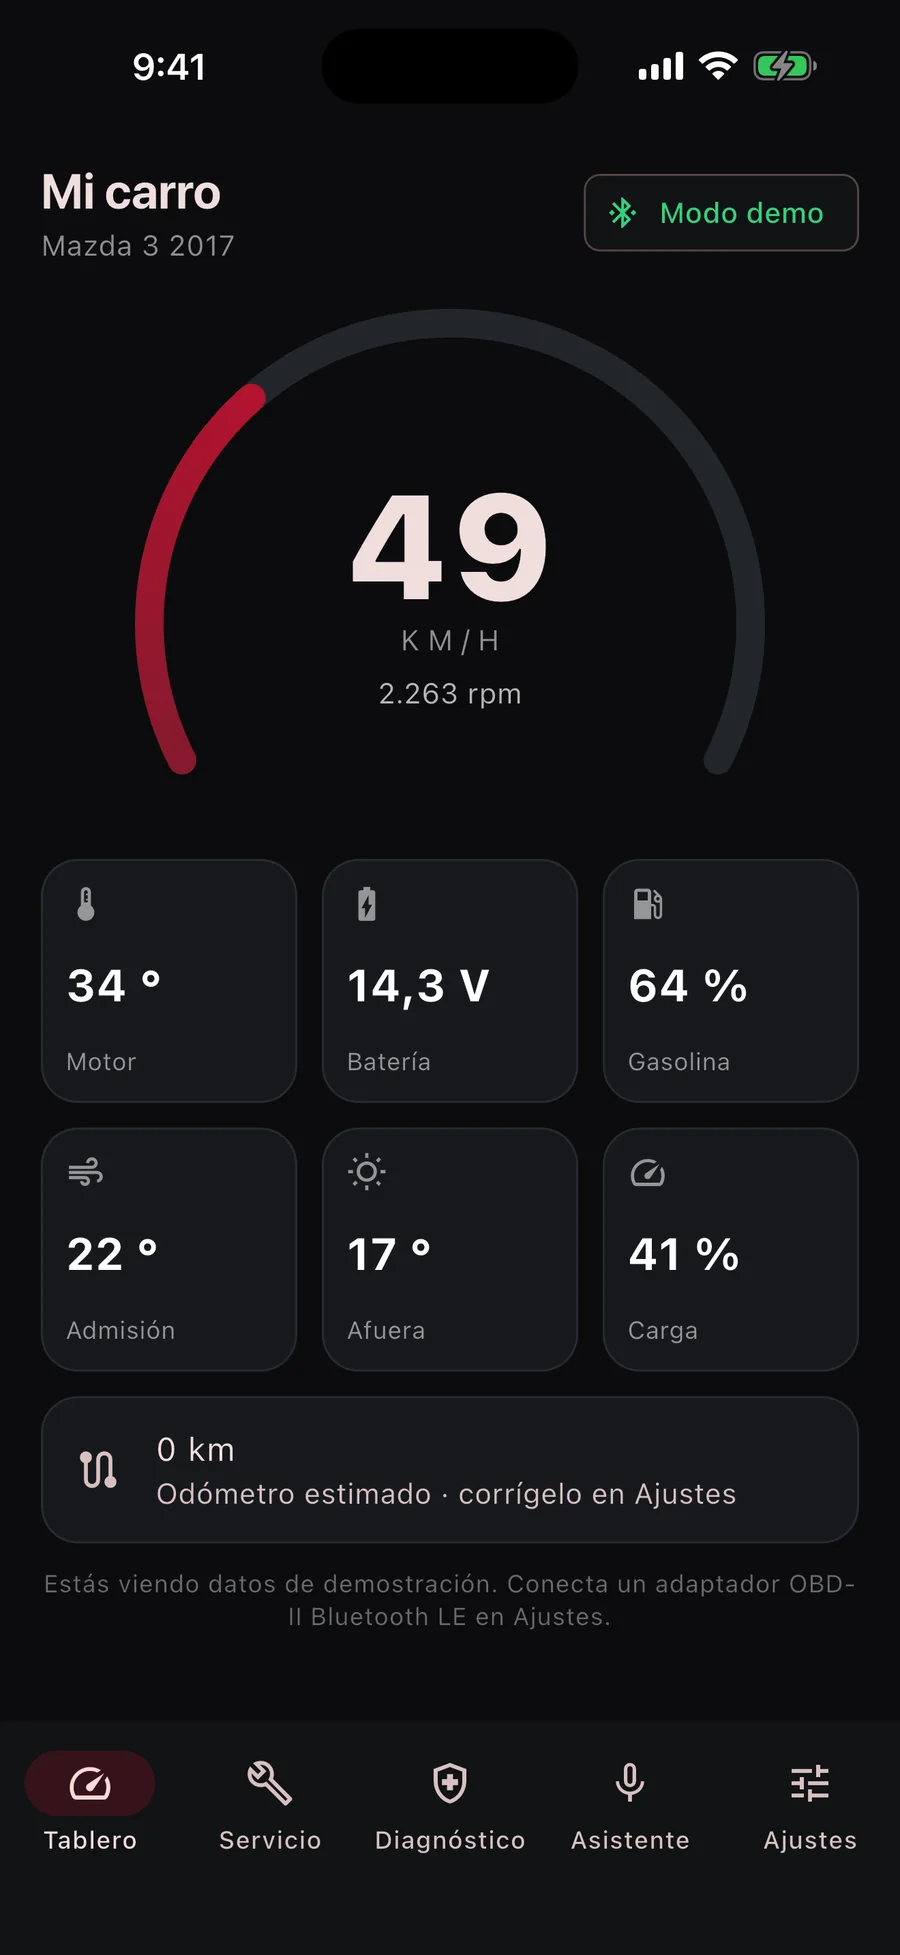 9:41
Mi carro
Mazda 3 2017
Modo demo
49
KM/H
2.263 rpm
34 °
Motor
14,3 V
Batería
64 %
Gasolina
22 °
Admisión
17 °
Afuera
41 %
Carga
0 km
Odómetro estimado · corrígelo en Ajustes
Estás viendo datos de demostración. Conecta un adaptador OBD-
II Bluetooth LE en Ajustes.
Tablero
Servicio
Diagnóstico
Asistente
Ajustes